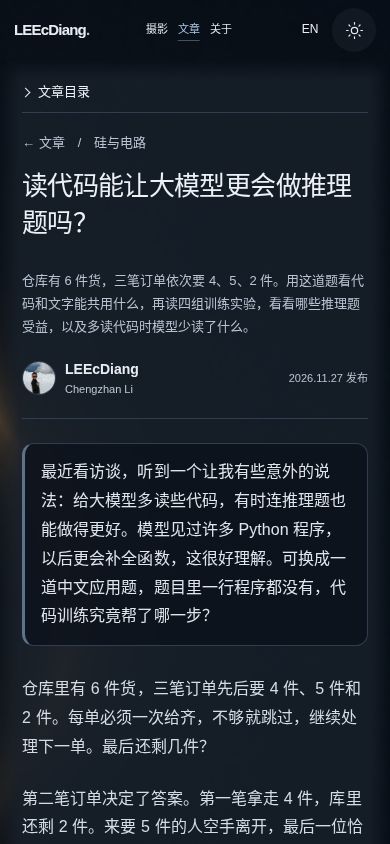 LEEcDiang.
摄影 文章 关于
EN
文章目录
← 文章 / 硅与电路
读代码能让大模型更会做推理
题吗？
仓库有 6 件货，三笔订单依次要 4、5、2 件。用这道题看代
码和文字能共用什么，再读四组训练实验，看看哪些推理题
受益，以及多读代码时模型少读了什么。
LEEcDiang
Chengzhan Li
2026.11.27 发布
最近看访谈，听到一个让我有些意外的说
法：给大模型多读些代码，有时连推理题也
能做得更好。模型见过许多 Python 程序，
以后更会补全函数，这很好理解。可换成一
道中文应用题，题目里一行程序都没有，代
码训练究竟帮了哪一步？
仓库里有 6 件货，三笔订单先后要 4 件、5 件和
2 件。每单必须一次给齐，不够就跳过，继续处
理下一单。最后还剩几件？
第二笔订单决定了答案。第一笔拿走 4 件，库里
还剩 2 件。来要 5 件的人空手离开，最后一位恰